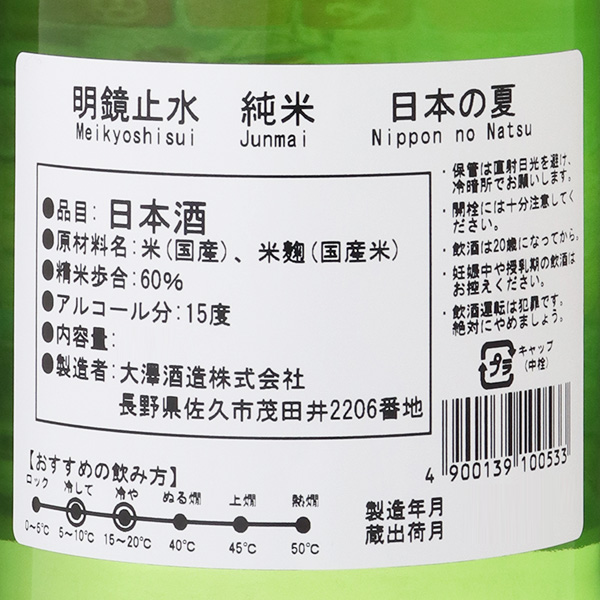 明鏡止水 純米 日本の夏
Meikyoshisui Junmai Nippon no Natsu
●品目：日本酒
●原材料名：米（国産）、米麹（国産米）
●精米歩合：60%
●アルコール分：15度
●内容量：
●製造者：大澤酒造株式会社
長野県佐久市茂田井2206番地
・保管は直射日光を避け、
冷暗所でお願いします。
・開栓には十分注意してく
ださい。
・飲酒は20歳になってから。
・妊娠中や授乳期の飲酒は
お控えください。
・飲酒運転は犯罪です。
絶対にやめましょう。
プラ
キャップ
（中栓）
4 900139 100533
【おすすめの飲み方】
ロック 冷して 冷や ぬる燗 上燗 熱燗
0～5℃ 5～10℃ 15～20℃ 40℃ 45℃ 50℃
製造年月
蔵出荷月